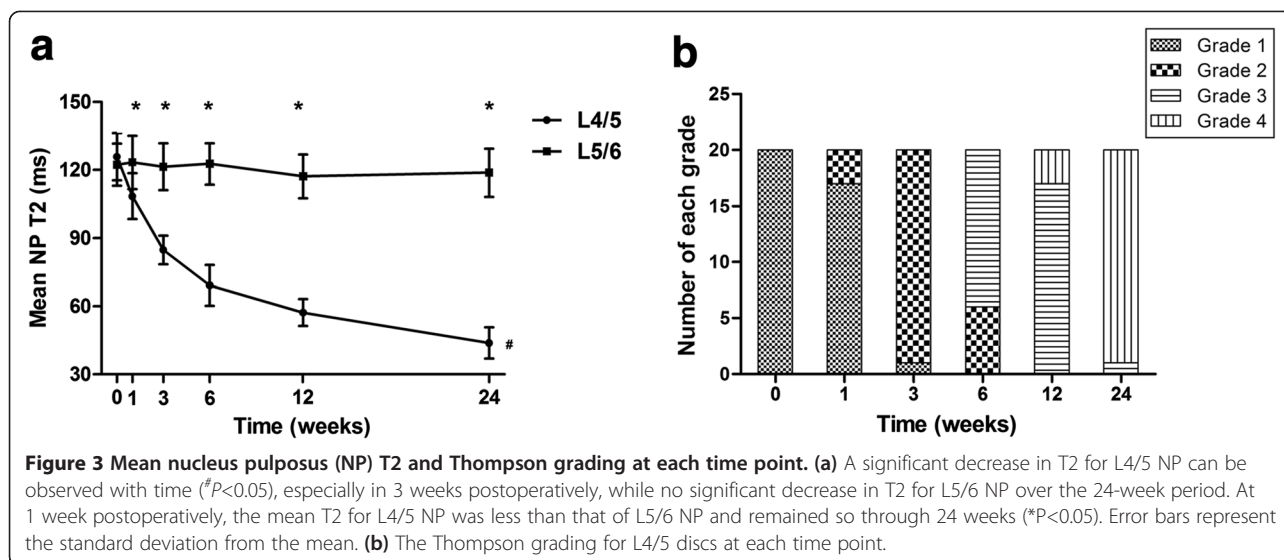 a
150
120
90
60
30
Mean NP T2 (ms)
* * * * *
L4/5
L5/6
#
0 1 3 6 12 24
Time (weeks)
b
Grade 1
Grade 2
Grade 3
Grade 4
25
20
15
10
5
0
Number of each grade
0 1 3 6 12 24
Time (weeks)
Figure 3 Mean nucleus pulposus (NP) T2 and Thompson grading at each time point. (a) A significant decrease in T2 for L4/5 NP can be
observed with time (#P<0.05), especially in 3 weeks postoperatively, while no significant decrease in T2 for L5/6 NP over the 24-week period. At
1 week postoperatively, the mean T2 for L4/5 NP was less than that of L5/6 NP and remained so through 24 weeks (*P<0.05). Error bars represent
the standard deviation from the mean. (b) The Thompson grading for L4/5 discs at each time point.